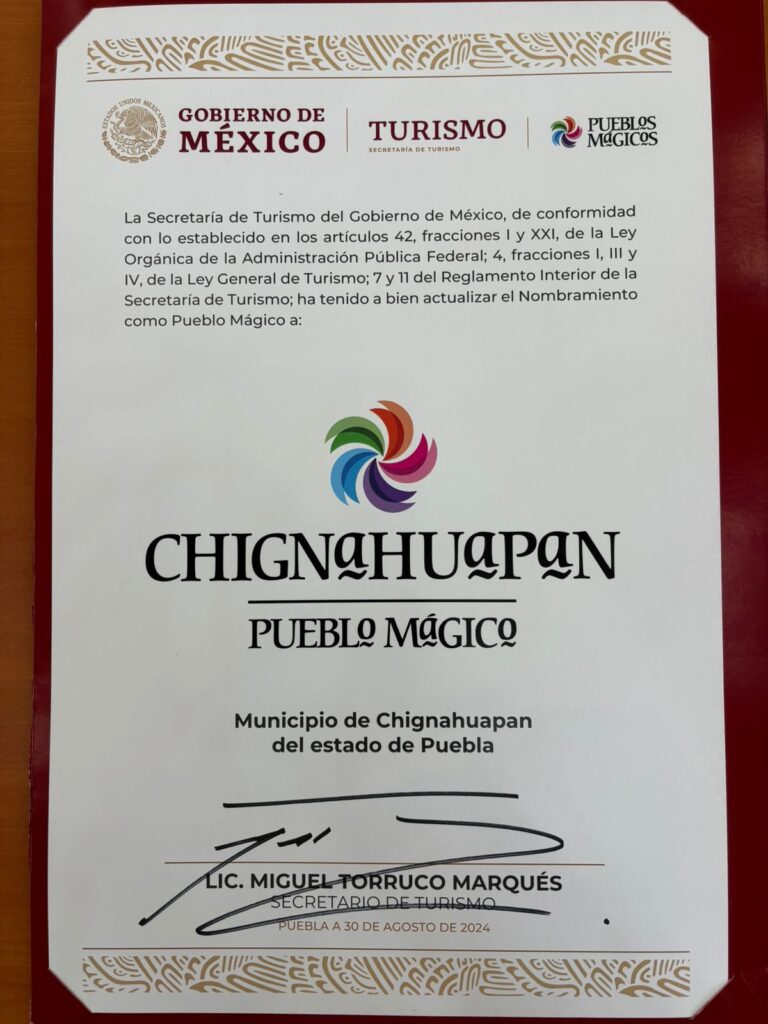 ESTADOS UNIDOS MEXICANOS
GOBIERNO DE
MÉXICO
TURISMO
SECRETARÍA DE TURISMO
PUEBLOS
MÁGICOS
La Secretaría de Turismo del Gobierno de México, de conformidad
con lo establecido en los artículos 42, fracciones I y XXI, de la Ley
Orgánica de la Administración Pública Federal; 4, fracciones I, III y
IV, de la Ley General de Turismo; 7 y 11 del Reglamento Interior de la
Secretaría de Turismo; ha tenido a bien actualizar el Nombramiento
como Pueblo Mágico a:
CHIGNaHUaPaN
PUEBLO MáGICO
Municipio de Chignahuapan
del estado de Puebla
LIC. MIGUEL TORRUCO MARQUÉS
SECRETARIO DE TURISMO
PUEBLA A 30 DE AGOSTO DE 2024